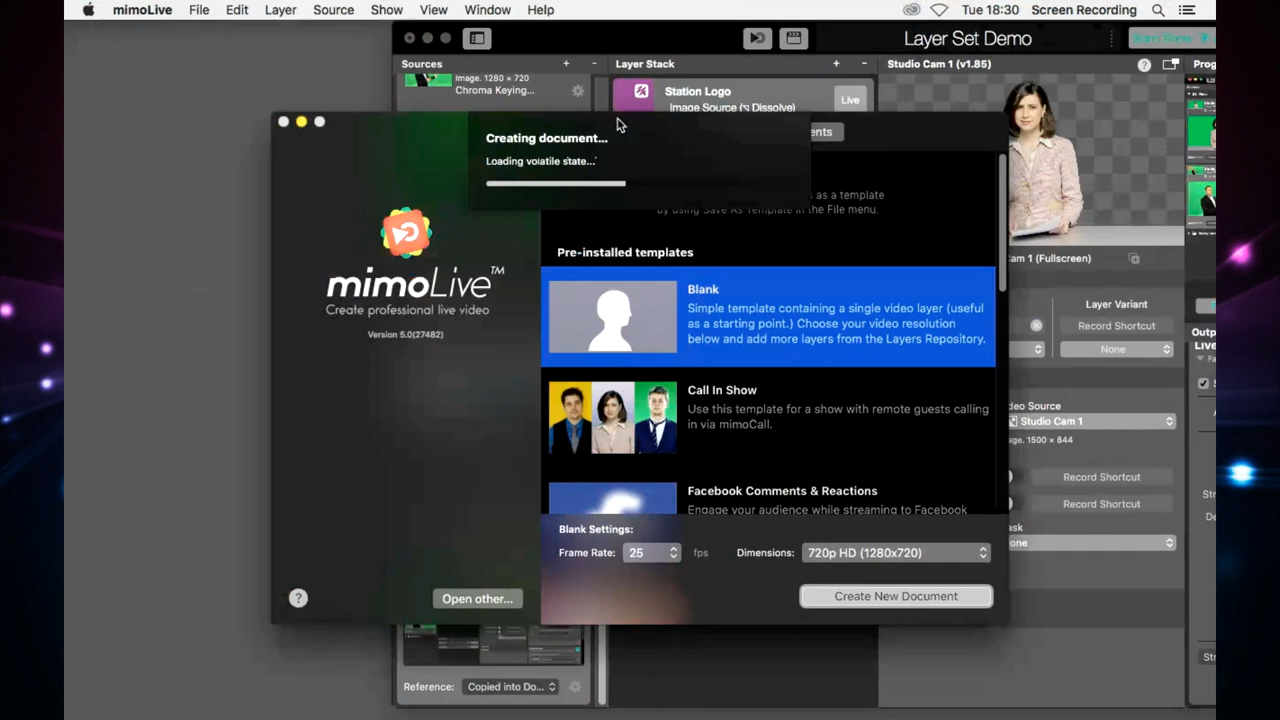 mimoLive File Edit Layer Source Show View Window Help
Tue 18:30 Screen Recording
Layer Set Demo
Sources
Layer Stack
Studio Cam 1 (v1.85)
Image. 1280 × 720
Chroma Keying...
Station Logo
Live
Creating document...
Loading volatile state...
as a template
by using Save As Template in the File menu.
Pre-installed templates
Blank
Simple template containing a single video layer (useful
as a starting point.) Choose your video resolution
below and add more layers from the Layers Repository.
Call In Show
Use this template for a show with remote guests calling
in via mimoCall.
Facebook Comments & Reactions
Engage your audience while streaming to Facebook
Blank Settings:
Frame Rate: 25 fps
Dimensions: 720p HD (1280x720)
Open other...
Create New Document
mimoLive™
Create professional live video
Version 5.0(27482)
Cam 1 (Fullscreen)
Layer Variant
Record Shortcut
None
Studio Cam 1
1500 × 844
Record Shortcut
Record Shortcut
Reference: Copied into Do...